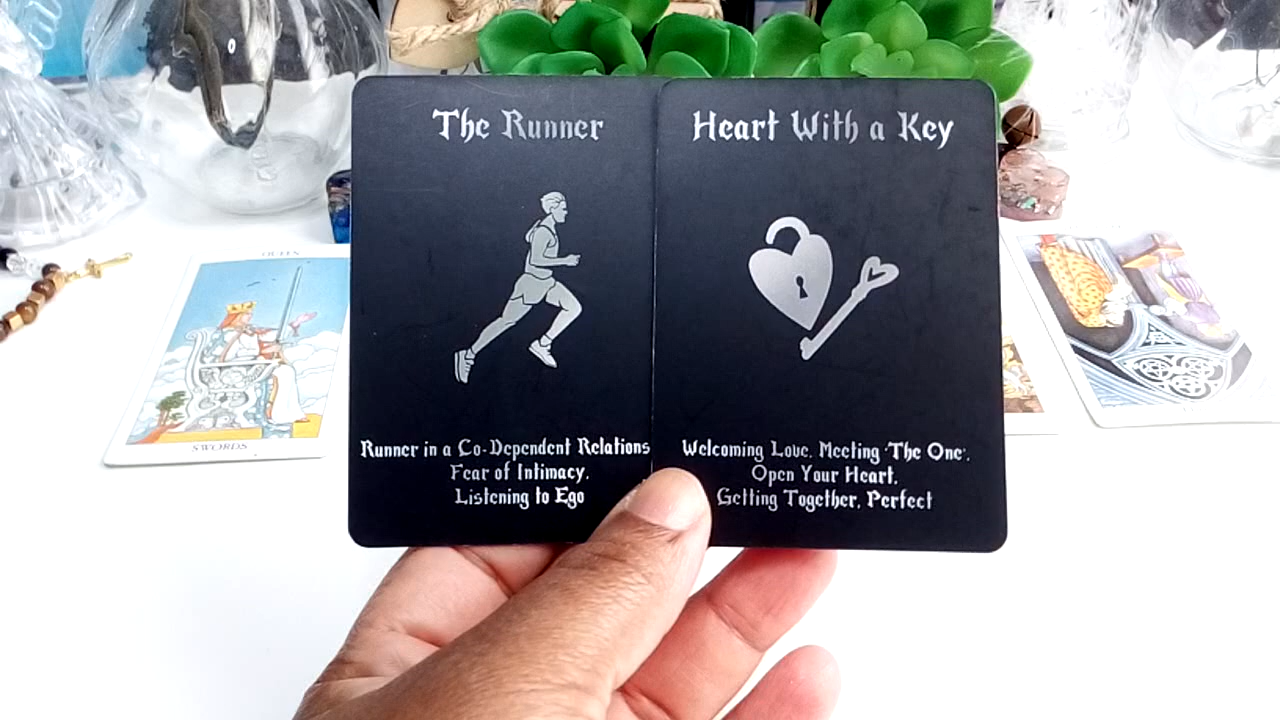 The Runner
Runner in a Co-Dependent Relations
Fear of Intimacy,
Listening to Ego
Heart With a Key
Welcoming Love, Meeting 'The One',
Open Your Heart,
Getting Together, Perfect
QUEEN
SWORDS